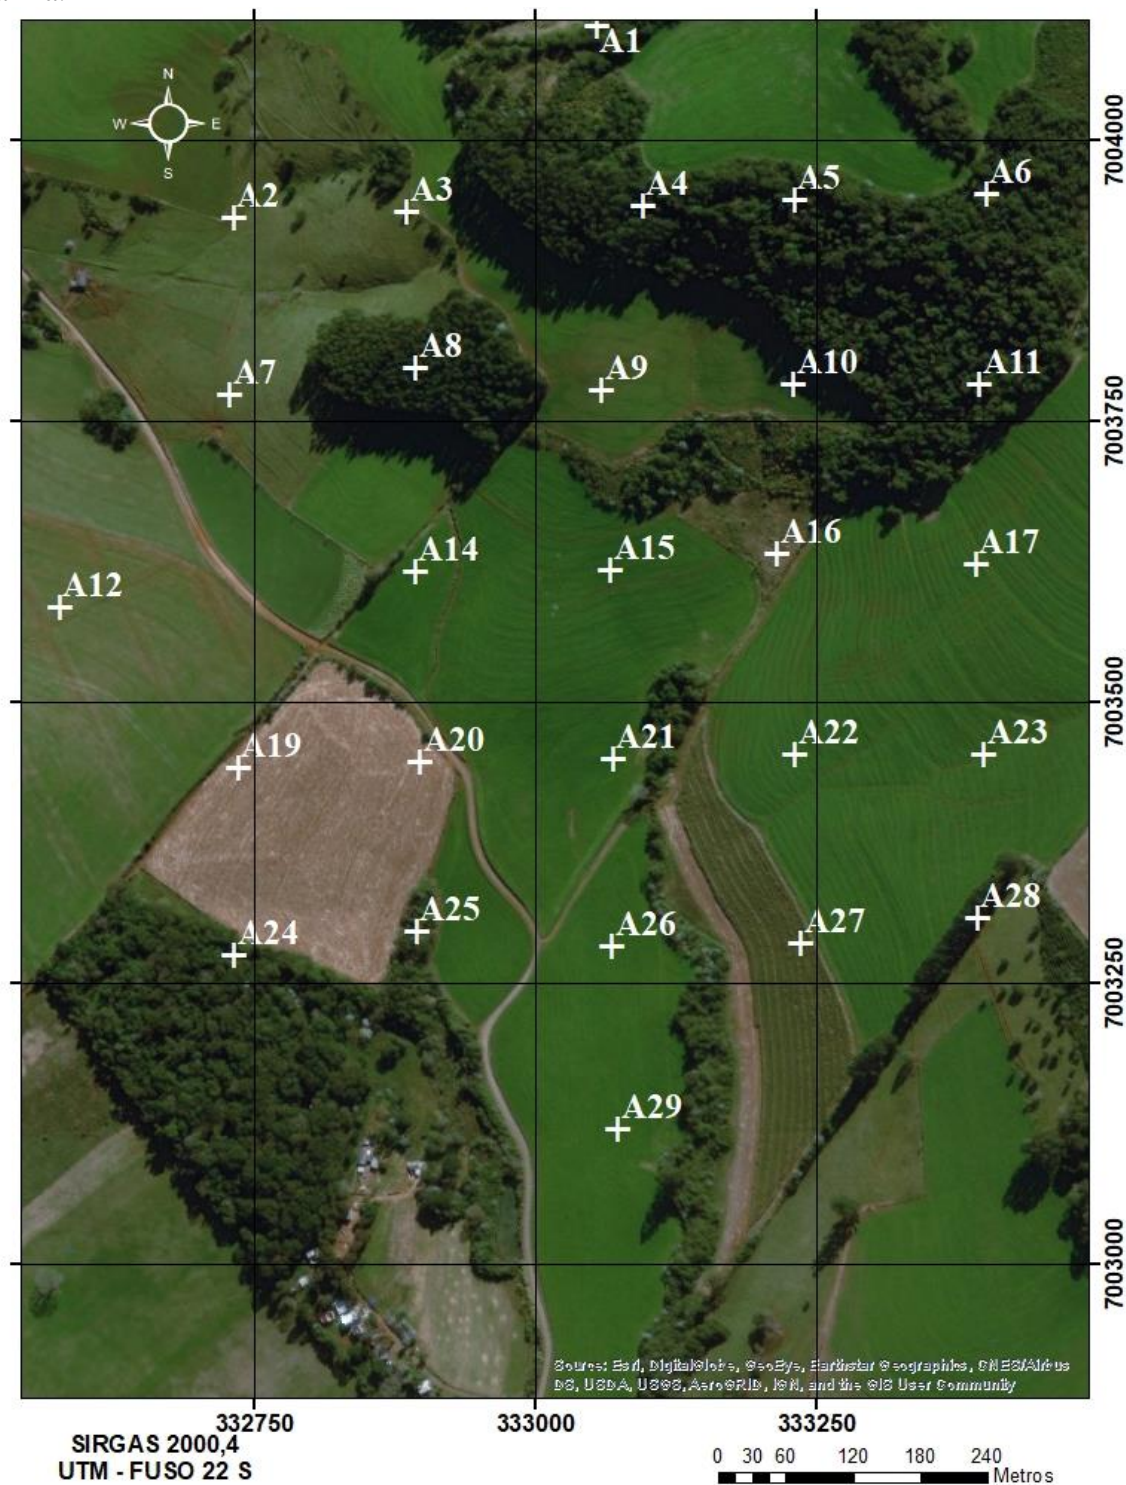 A1
N
W E
S
7004000
A2
A3
A4
A5
A6
A7
A8
A9
A10
A11
7003750
A12
A14
A15
A16
A17
7003500
A19
A20
A21
A22
A23
A24
A25
A26
A27
A28
7003250
A29
7003000
Source: Esri, DigitalGlobe, GeoEye, Earthstar Geographics, CNES/Airbus
DS, USDA, USGS, AeroGRID, IGN, and the GIS User Community
332750 333000 333250
SIRGAS 2000,4
UTM - FUSO 22 S
0 30 60 120 180 240
Metros